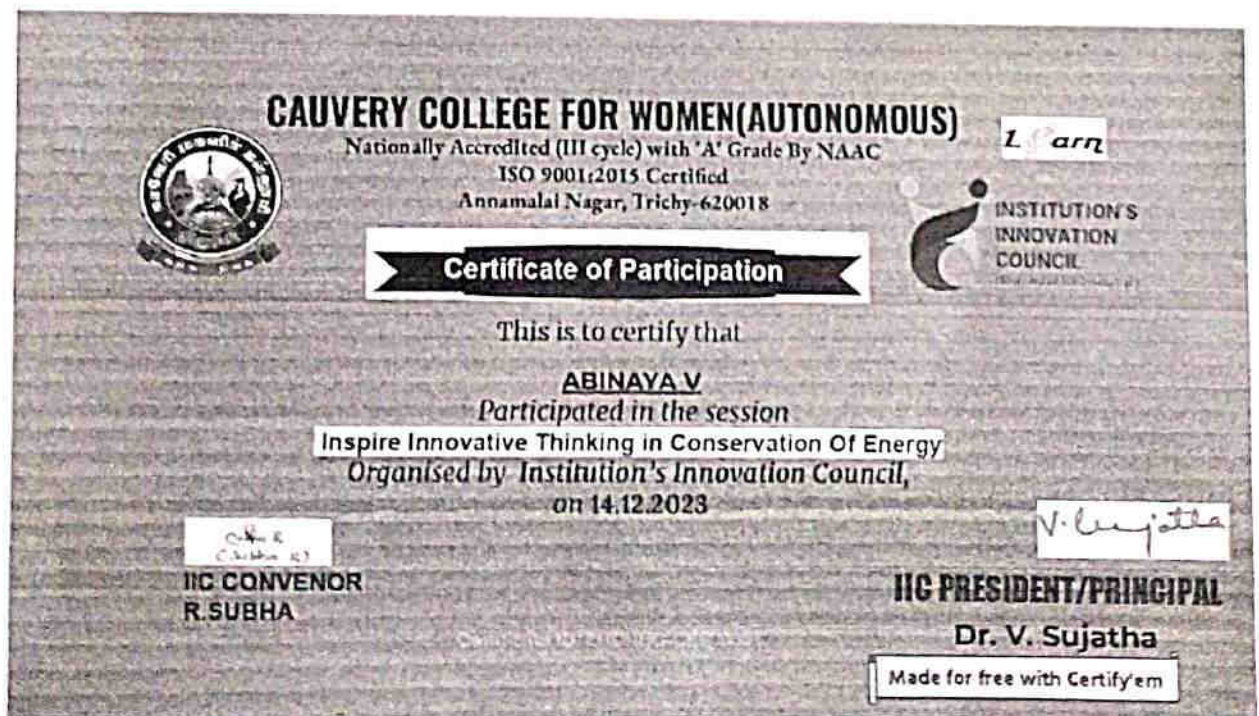 CAUVERY COLLEGE FOR WOMEN(AUTONOMOUS)
Nationally Accredited (III cycle) with 'A' Grade By NAAC
ISO 9001:2015 Certified
Annamalai Nagar, Trichy-620018
INSTITUTION'S
INNOVATION
COUNCIL
Certificate of Participation
This is to certify that
ABINAYA V
Participated in the session
Inspire Innovative Thinking in Conservation Of Energy
Organised by Institution's Innovation Council,
on 14.12.2023
V. Sujatha
IIC CONVENOR
R.SUBHA
IIC PRESIDENT/PRINCIPAL
Dr. V. Sujatha
Made for free with Certify'em